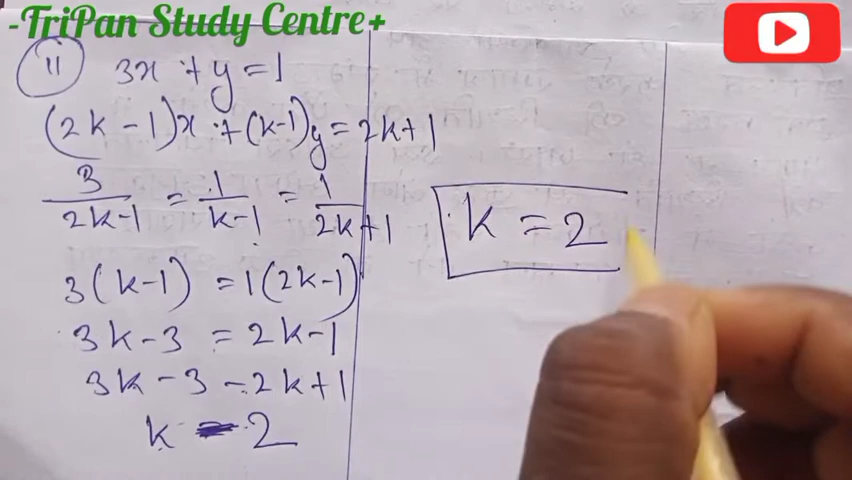 -TriPan Study Centre+
11 3x + y = 1
(2k - 1)x + (k-1)y = 2k+1
3/2k-1 = 1/k-1 = 1/2k+1
3(k-1) = 1(2k-1)
3k-3 = 2k-1
3k-3-2k+1
k - 2
k = 2